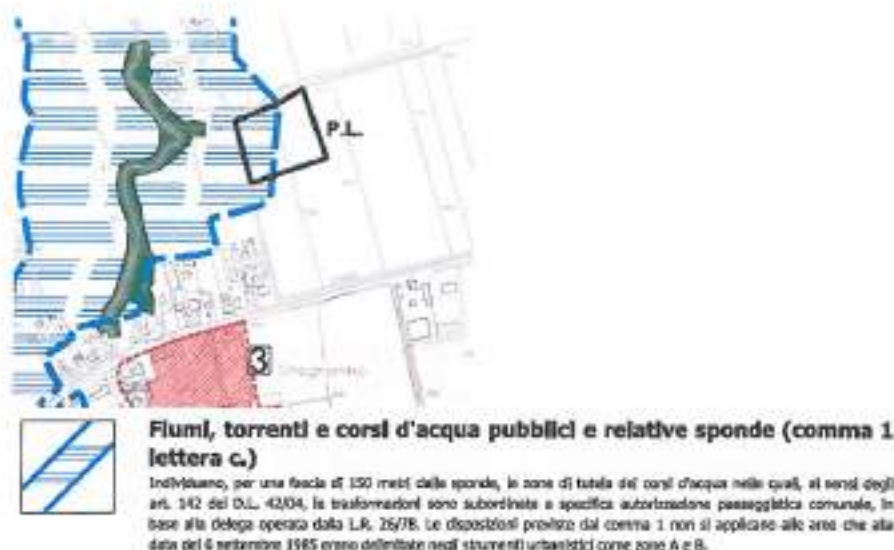 P.L.
3
Fiumi, torrenti e corsi d'acqua pubblici e relative sponde (comma 1
lettera c.)
Individuano, per una fascia di 150 metri dalle sponde, le zone di tutela dei corsi d'acqua nelle quali, ai sensi degli
art. 142 del D.L. 42/04, le trasformazioni sono subordinate a specifica autorizzazione paesaggistica comunale, in
base alla delega operata dalla L.R. 26/78. Le disposizioni previste dal comma 1 non si applicano alle aree che alla
data del 6 settembre 1985 erano delimitate negli strumenti urbanistici come zone A e B.